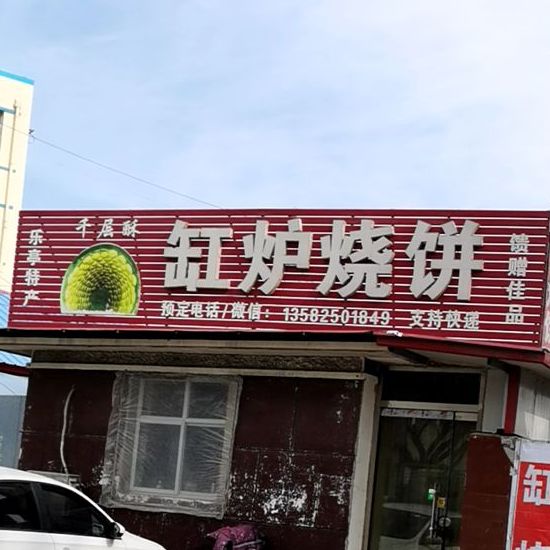 乐亭特产
千层酥
缸炉烧饼
馈赠佳品
预定电话/微信：13582501849 支持快递
缸